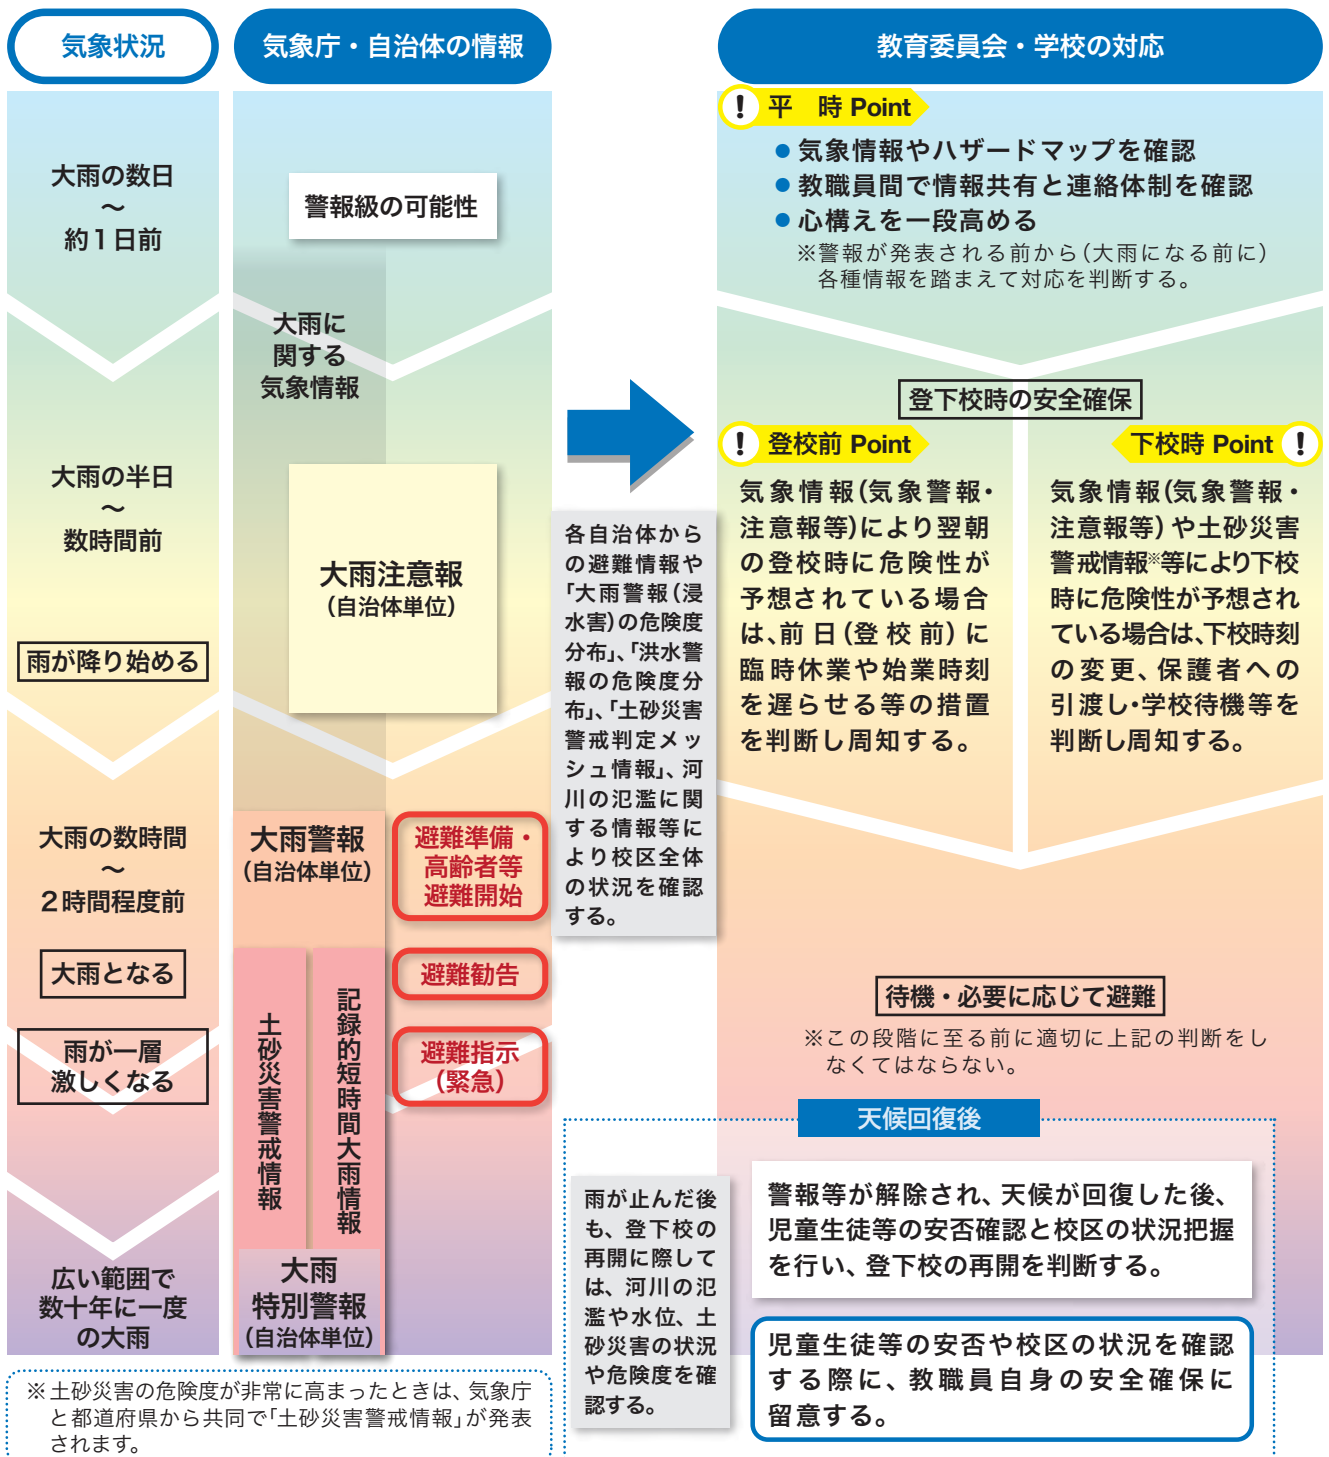 気象状況
気象庁・自治体の情報
教育委員会・学校の対応
大雨の数日
〜
約1日前
大雨の半日
〜
数時間前
雨が降り始める
大雨の数時間
〜
2時間程度前
大雨となる
雨が一層
激しくなる
広い範囲で
数十年に一度
の大雨
警報級の可能性
大雨に
関する
気象情報
大雨注意報
（自治体単位）
大雨警報
（自治体単位）
避難準備・
高齢者等
避難開始
避難勧告
避難指示
（緊急）
土砂災害警戒情報
記録的短時間大雨情報
大雨
特別警報
（自治体単位）
※土砂災害の危険度が非常に高まったときは、気象庁
と都道府県から共同で「土砂災害警戒情報」が発表
されます。
各自治体から
の避難情報や
「大雨警報（浸
水害）の危険度
分布」、「洪水警
報の危険度分
布」、「土砂災害
警戒判定メッ
シュ情報」、河
川の氾濫に関
する情報等に
より校区全体
の状況を確認
する。
! 平　時 Point
●気象情報やハザードマップを確認
●教職員間で情報共有と連絡体制を確認
●心構えを一段高める
※警報が発表される前から（大雨になる前に）
各種情報を踏まえて対応を判断する。
登下校時の安全確保
! 登校前 Point
気象情報（気象警報・
注意報等）により翌朝
の登校時に危険性が
予想されている場合
は、前日（登校前）に
臨時休業や始業時刻
を遅らせる等の措置
を判断し周知する。
下校時 Point !
気象情報（気象警報・
注意報等）や土砂災害
警戒情報※等により下校
時に危険性が予想され
ている場合は、下校時刻
の変更、保護者への
引渡し・学校待機等を
判断し周知する。
待機・必要に応じて避難
※この段階に至る前に適切に上記の判断をし
なくてはならない。
天候回復後
雨が止んだ後
も、登下校の
再開に際して
は、河川の氾
濫や水位、土
砂災害の状況
や危険度を確
認する。
警報等が解除され、天候が回復した後、
児童生徒等の安否確認と校区の状況把握
を行い、登下校の再開を判断する。
児童生徒等の安否や校区の状況を確認
する際に、教職員自身の安全確保に
留意する。